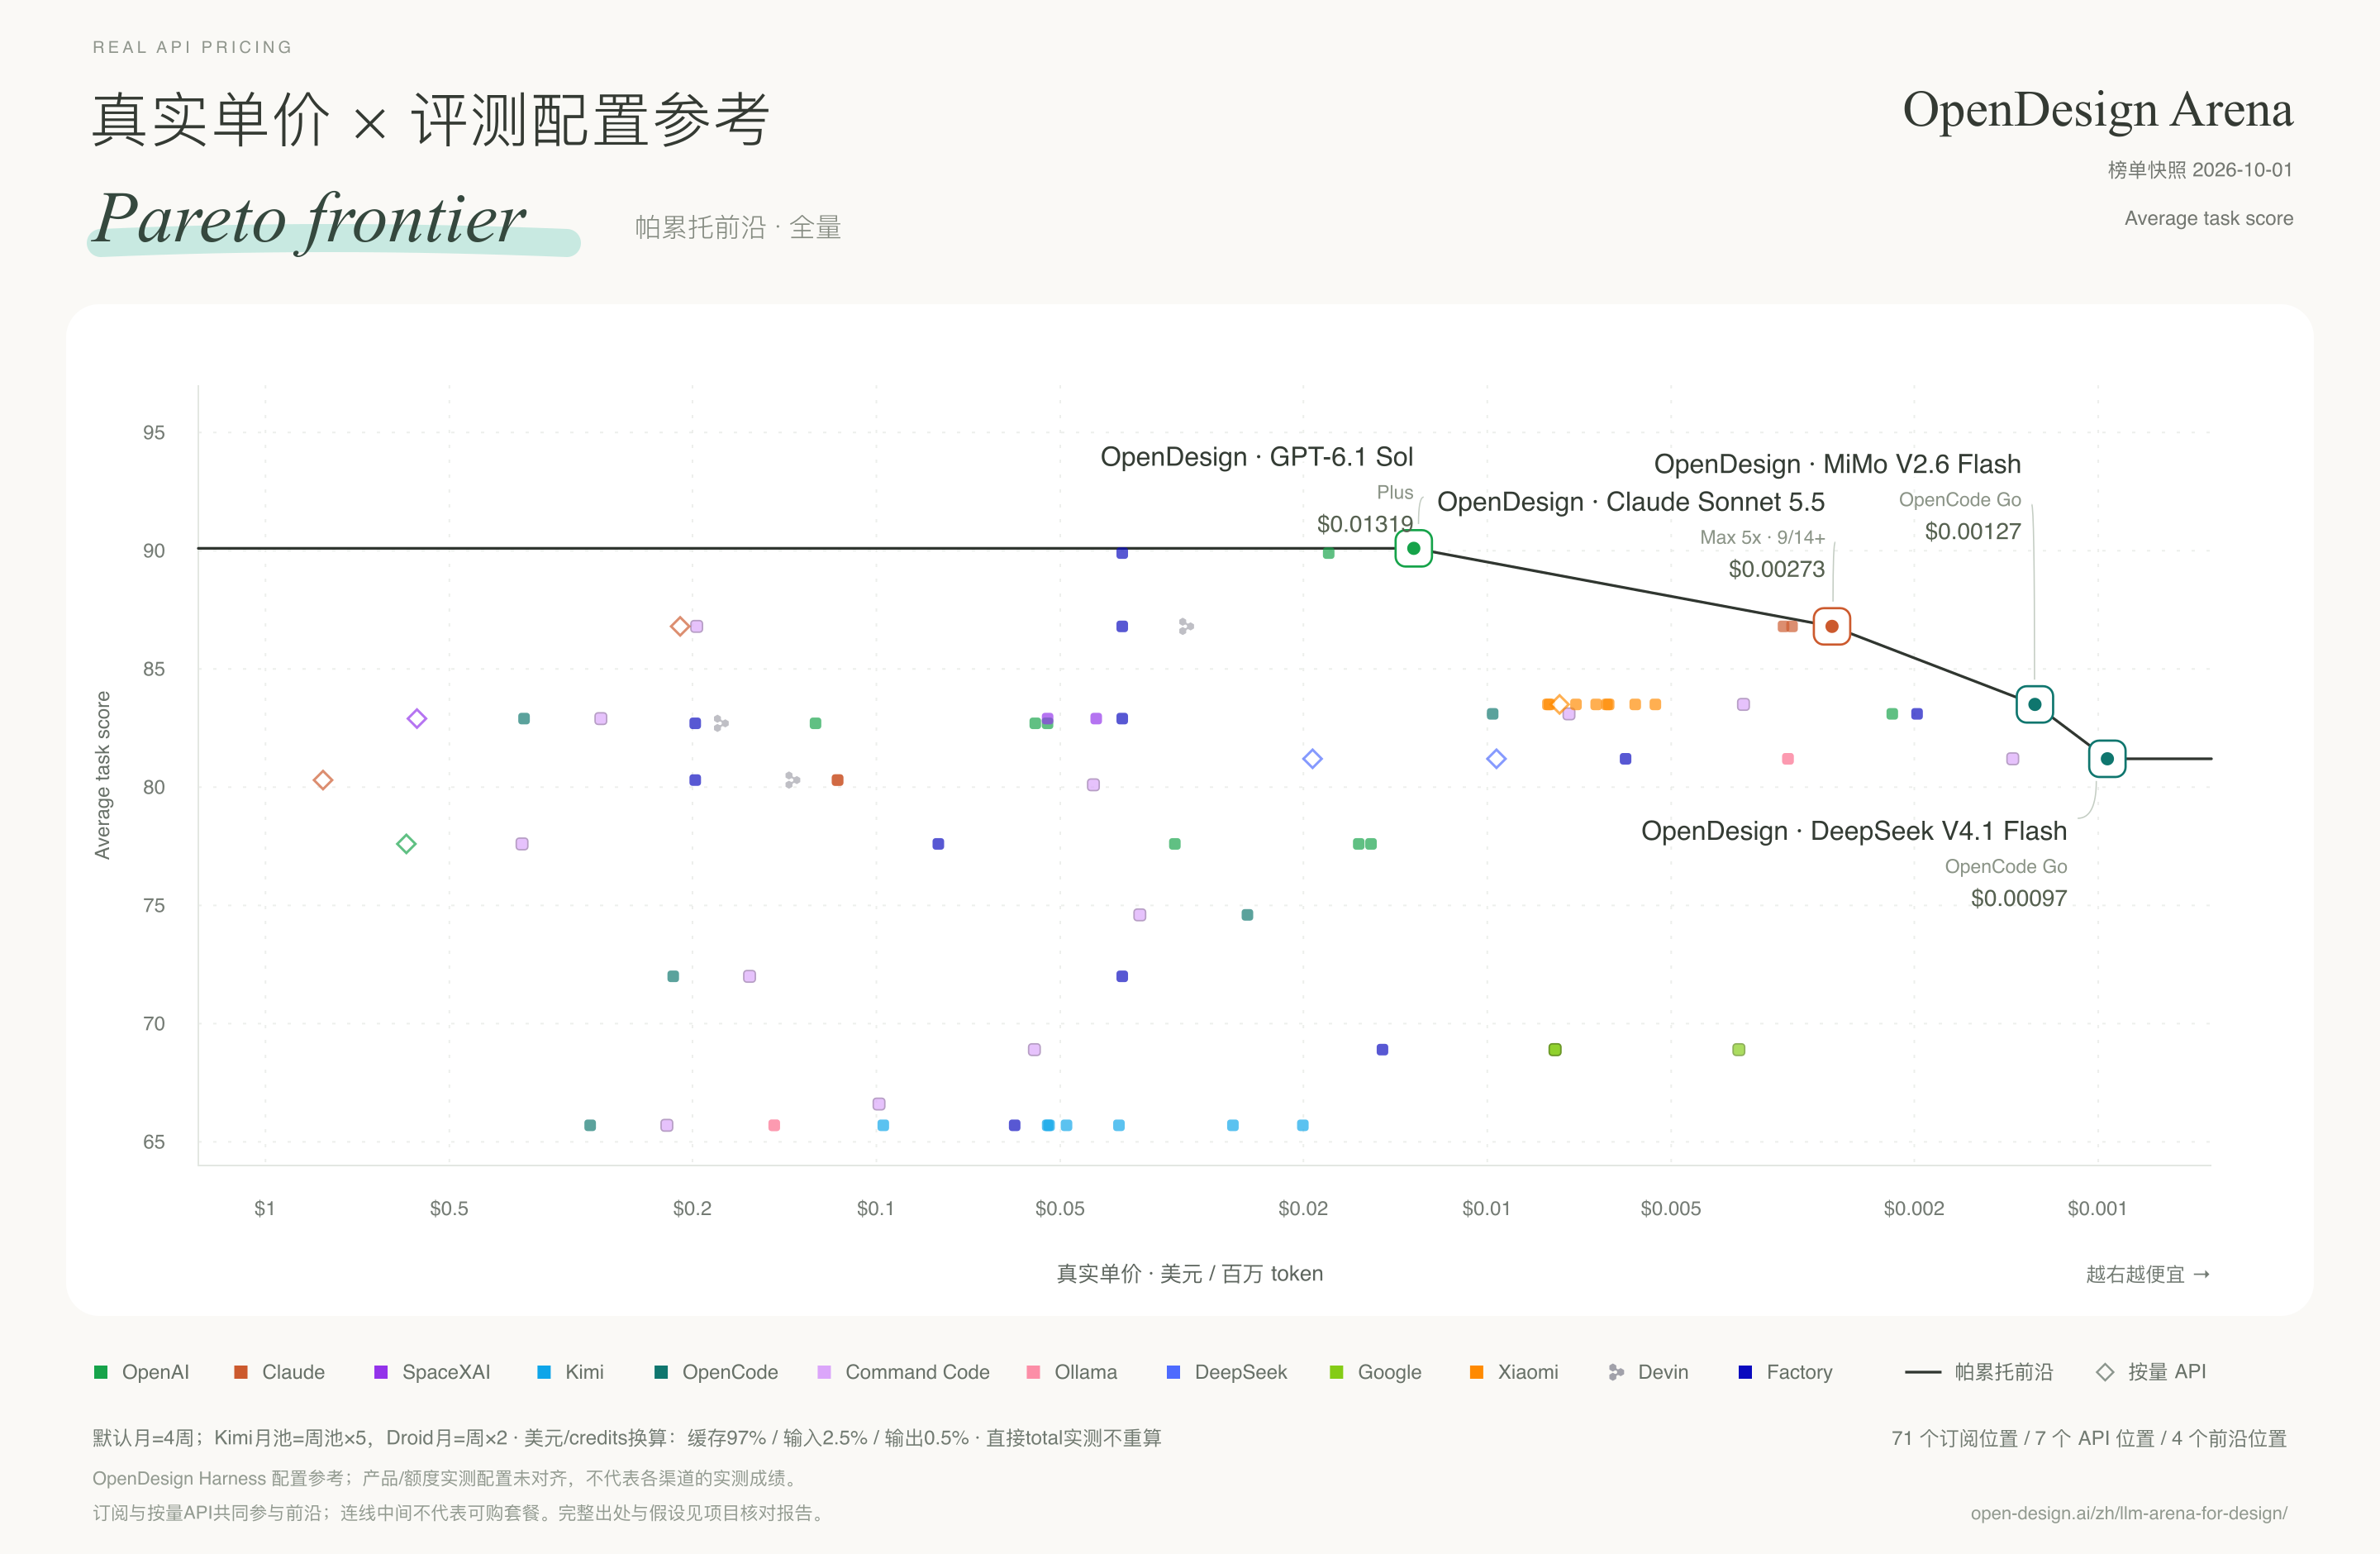 REAL API PRICING
真实单价 × 评测配置参考
Pareto frontier
帕累托前沿 · 全量
OpenDesign Arena
榜单快照 2026-10-01
Average task score
Average task score
95
90
85
80
75
70
65
OpenDesign · GPT-6.1 Sol
Plus
$0.01319
OpenDesign · Claude Sonnet 5.5
Max 5x · 9/14+
$0.00273
OpenDesign · MiMo V2.6 Flash
OpenCode Go
$0.00127
OpenDesign · DeepSeek V4.1 Flash
OpenCode Go
$0.00097
$1 $0.5 $0.2 $0.1 $0.05 $0.02 $0.01 $0.005 $0.002 $0.001
真实单价 · 美元 / 百万 token
越右越便宜 →
OpenAI Claude SpaceXAI Kimi OpenCode Command Code Ollama DeepSeek Google Xiaomi Devin Factory 帕累托前沿 按量 API
默认月=4周；Kimi月池=周池×5，Droid月=周×2 · 美元/credits换算：缓存97% / 输入2.5% / 输出0.5% · 直接total实测不重算
71 个订阅位置 / 7 个 API 位置 / 4 个前沿位置
OpenDesign Harness 配置参考；产品/额度实测配置未对齐，不代表各渠道的实测成绩。
订阅与按量API共同参与前沿；连线中间不代表可购套餐。完整出处与假设见项目核对报告。
open-design.ai/zh/llm-arena-for-design/